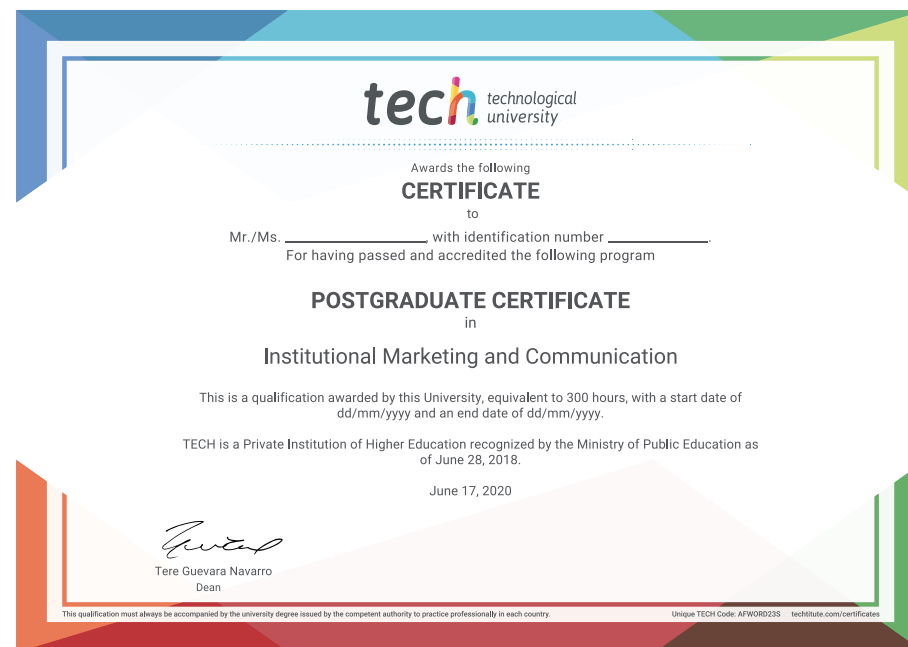 tech technological
university
Awards the following
CERTIFICATE
to
Mr./Ms. ____________________, with identification number ______________.
For having passed and accredited the following program
POSTGRADUATE CERTIFICATE
in
Institutional Marketing and Communication
This is a qualification awarded by this University, equivalent to 300 hours, with a start date of
dd/mm/yyyy and an end date of dd/mm/yyyy.
TECH is a Private Institution of Higher Education recognized by the Ministry of Public Education as
of June 28, 2018.
June 17, 2020
Tere Guevara Navarro
Dean
This qualification must always be accompanied by the university degree issued by the competent authority to practice professionally in each country. Unique TECH Code: AFWORD23S techtitute.com/certificates